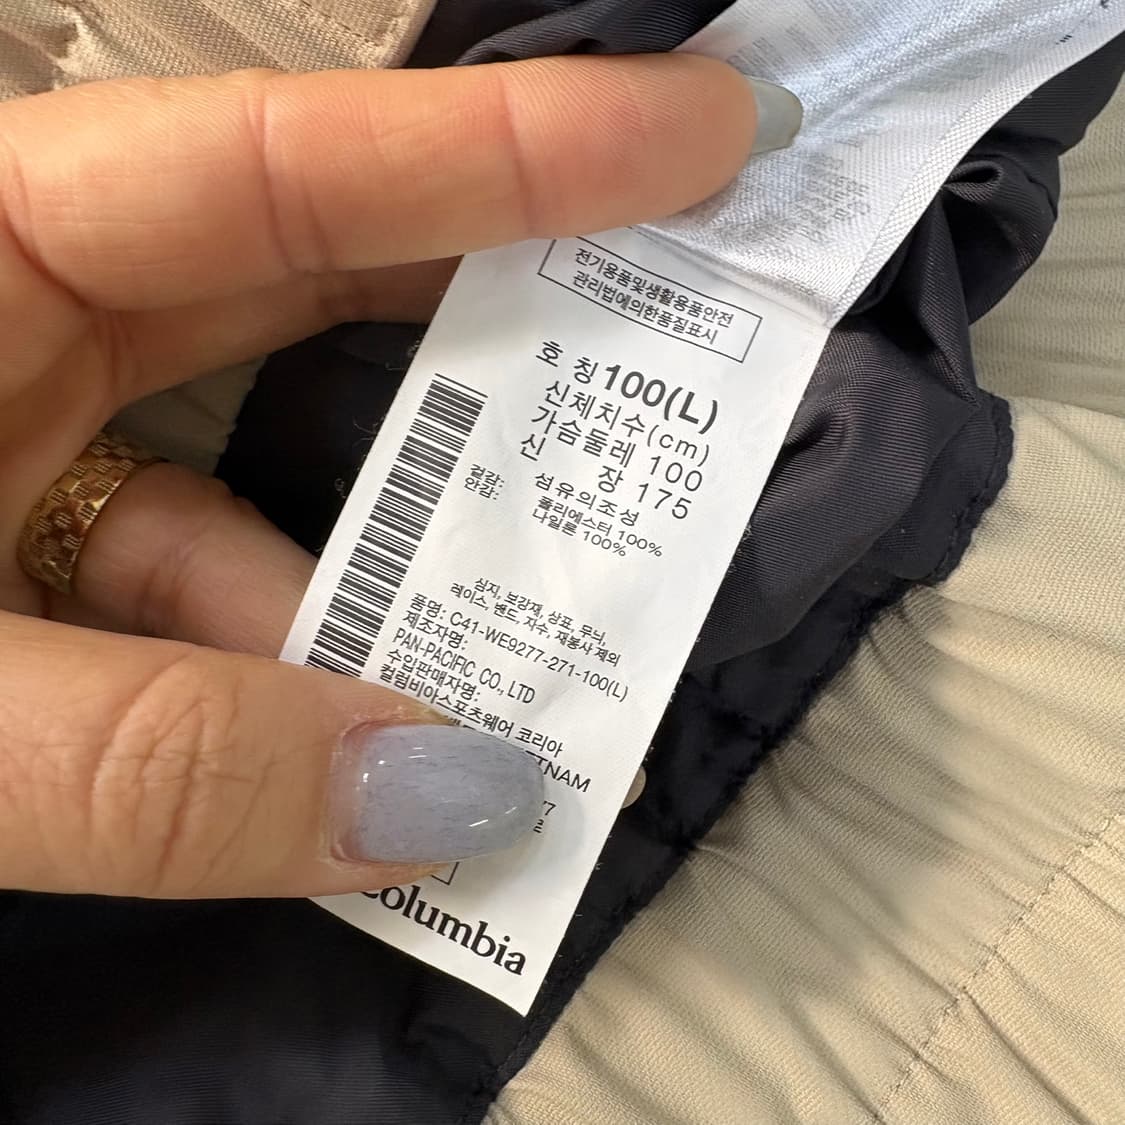 전기용품및생활용품안전
관리법에의한품질표시
호 칭 100(L)
신체치수(cm)
가슴둘레 100
신 장 175
섬유의조성
겉감: 폴리에스터 100%
안감: 나일론 100%
심지, 보강재, 상표, 무늬,
레이스, 밴드, 자수, 재봉사 제외
품명: C41-WE9277-271-100(L)
제조자명:
PAN-PACIFIC CO., LTD
수입판매자명:
컬럼비아스포츠웨어 코리아
Columbia